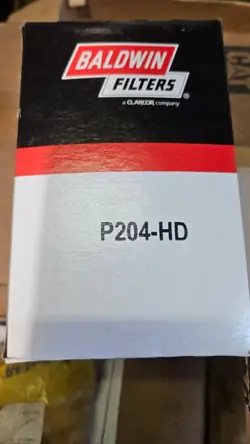 BALDWIN
FILTERS
®
a CLARCOR company
P204-HD